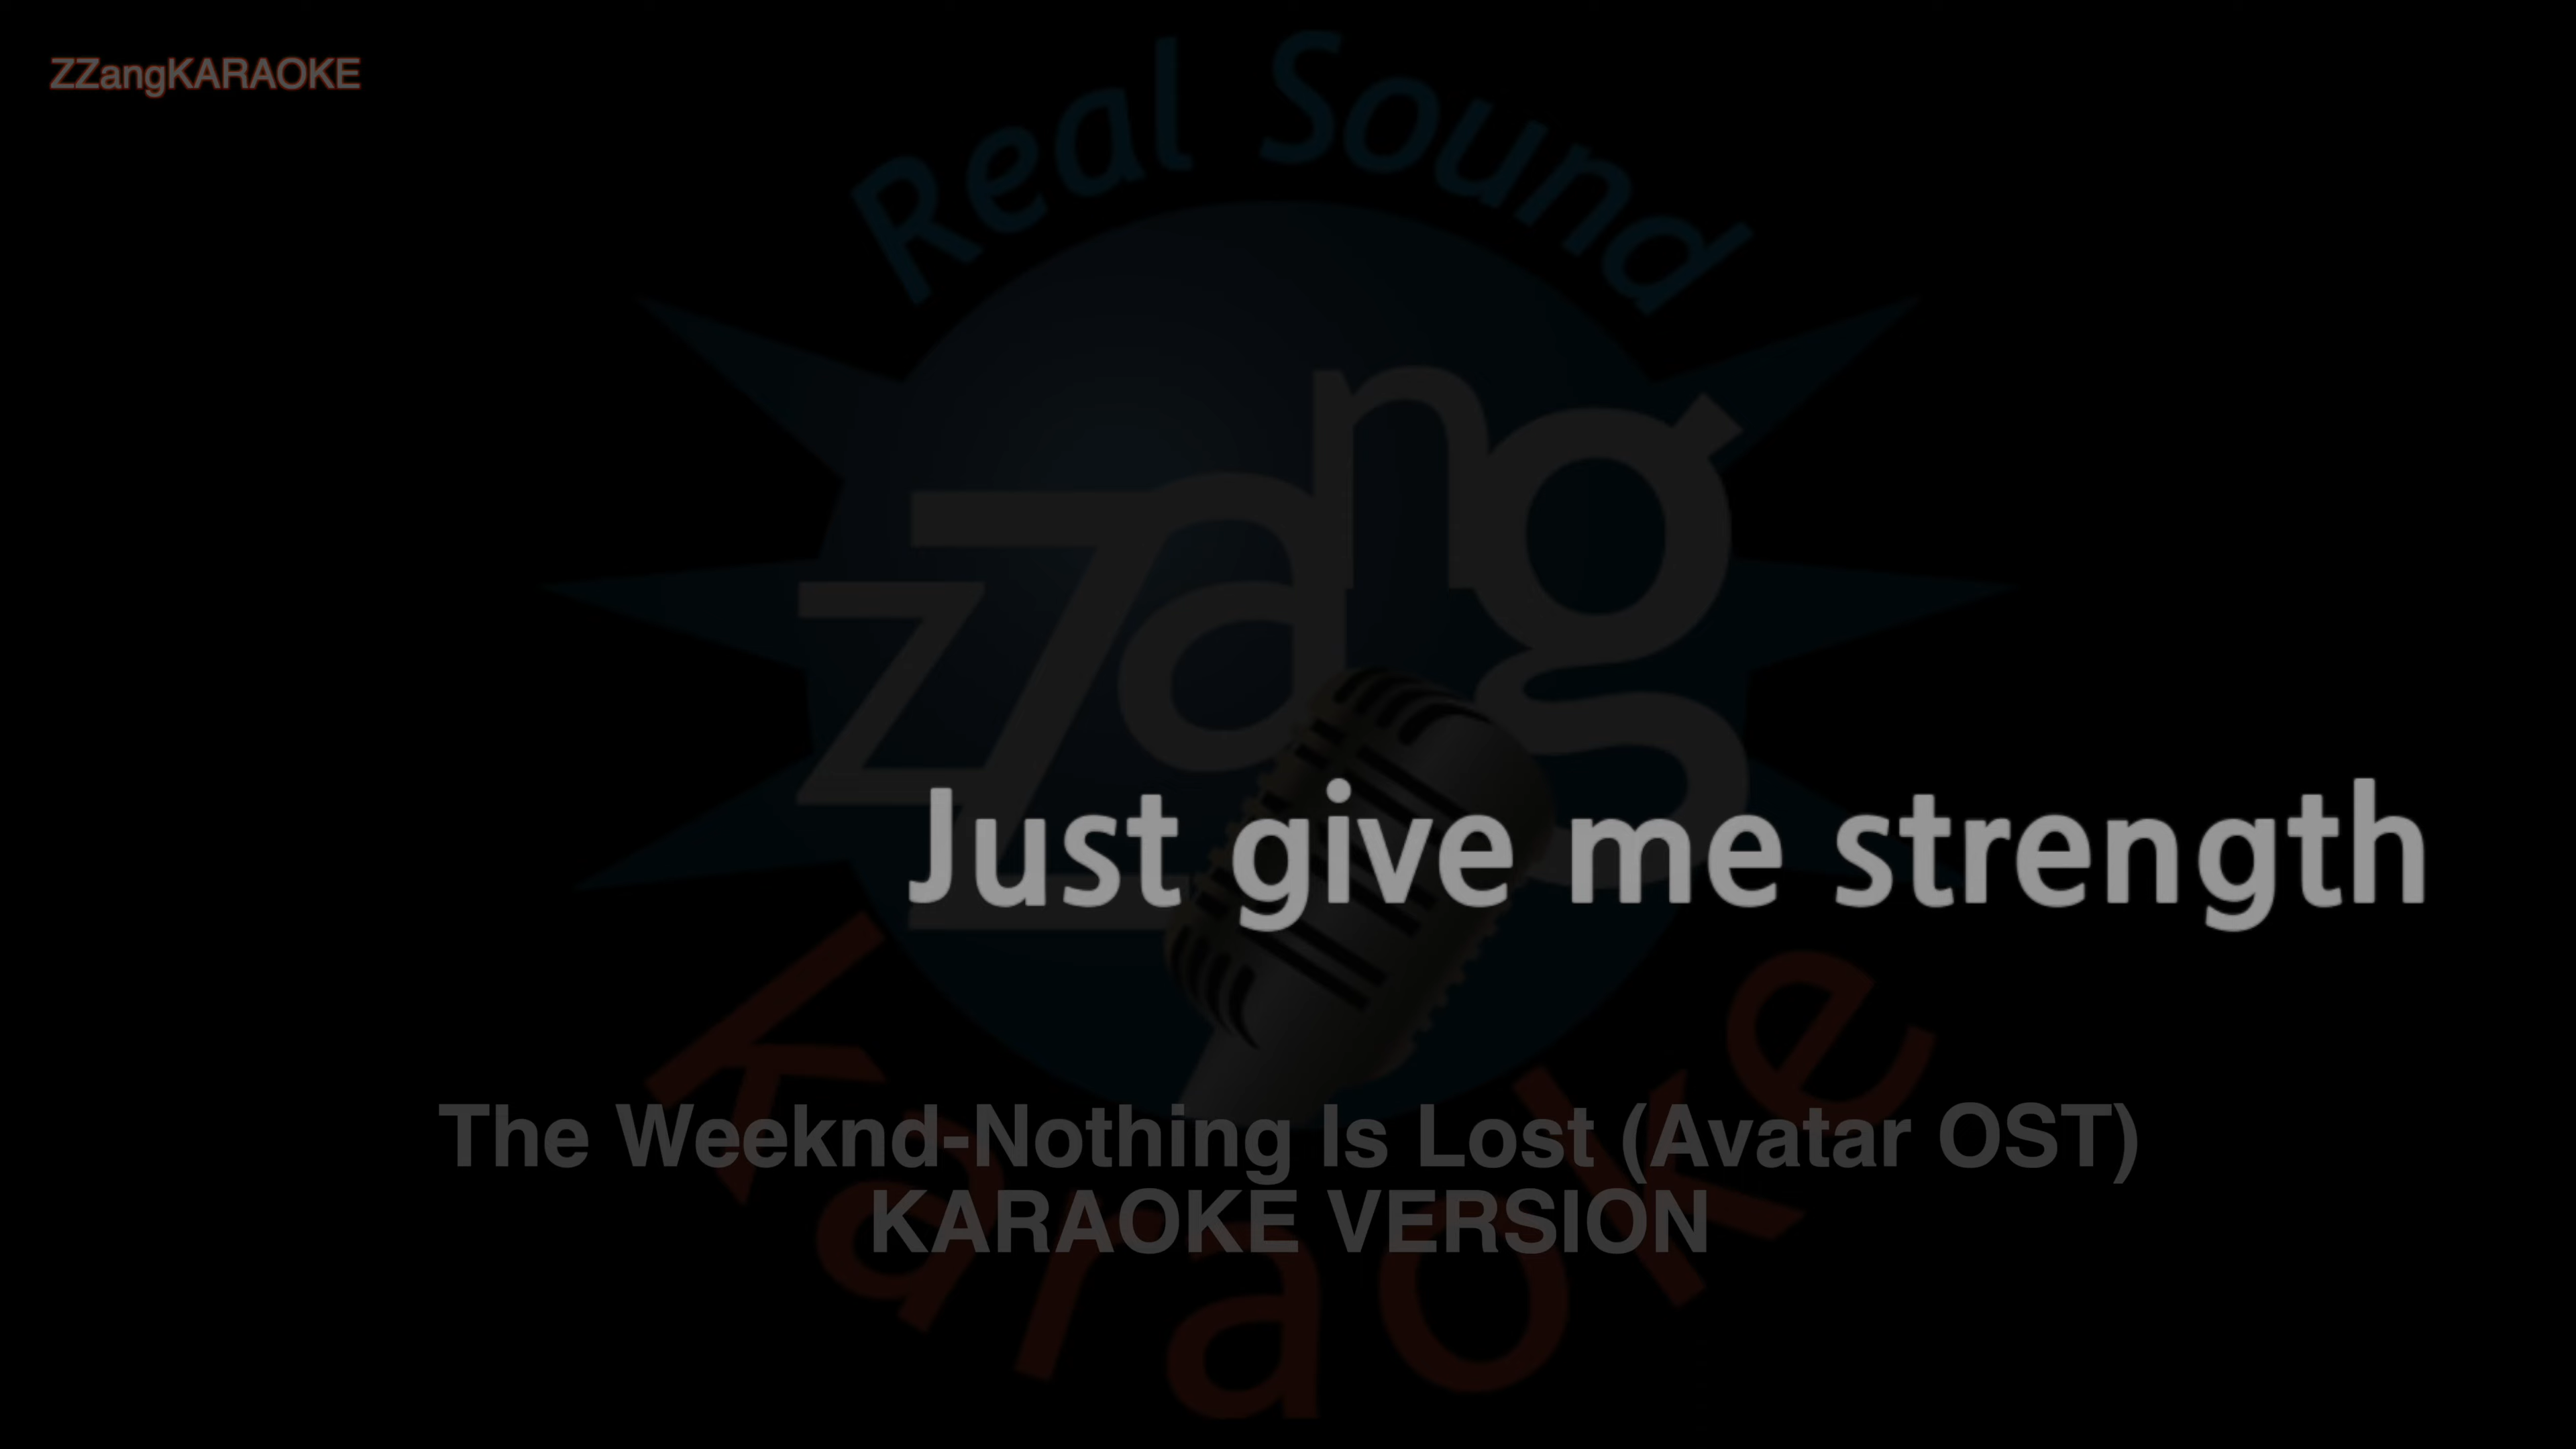 ZZangKARAOKE
Real Sound
zZang
Just give me strength
Karaoke
The Weeknd-Nothing Is Lost (Avatar OST)
KARAOKE VERSION